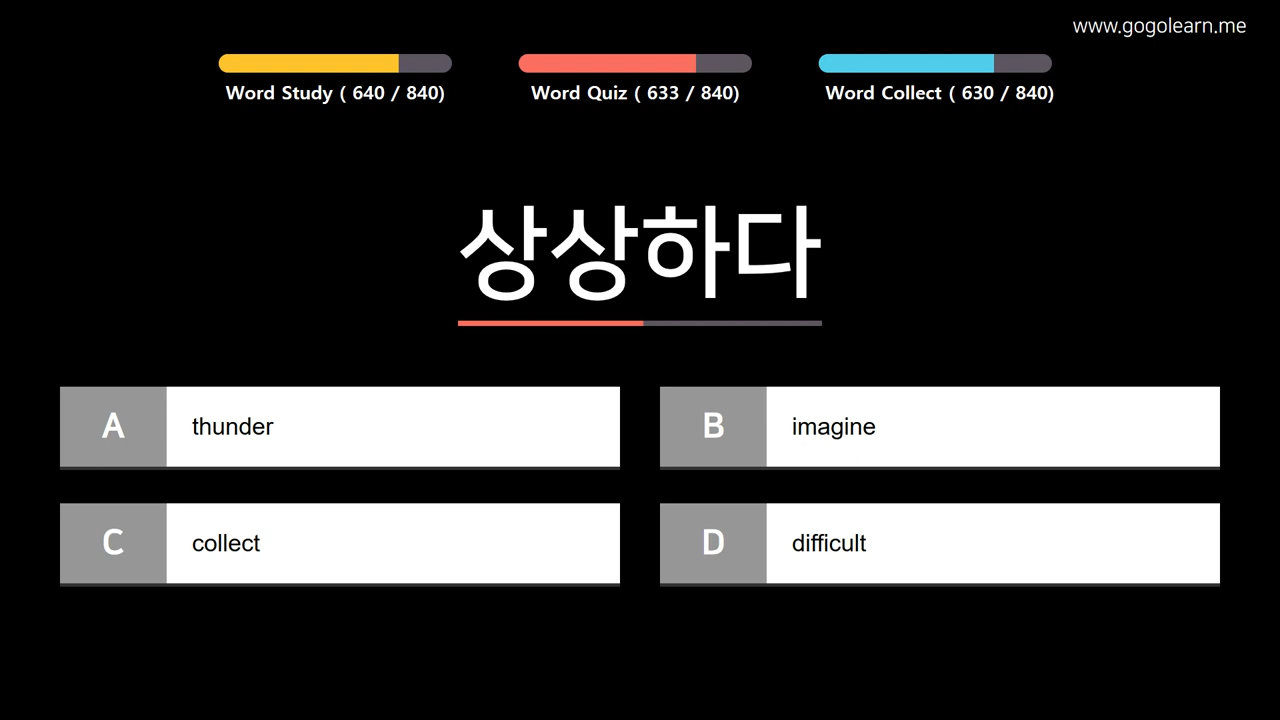 www.gogolearn.me
Word Study ( 640 / 840)
Word Quiz ( 633 / 840)
Word Collect ( 630 / 840)
상상하다
A thunder
B imagine
C collect
D difficult